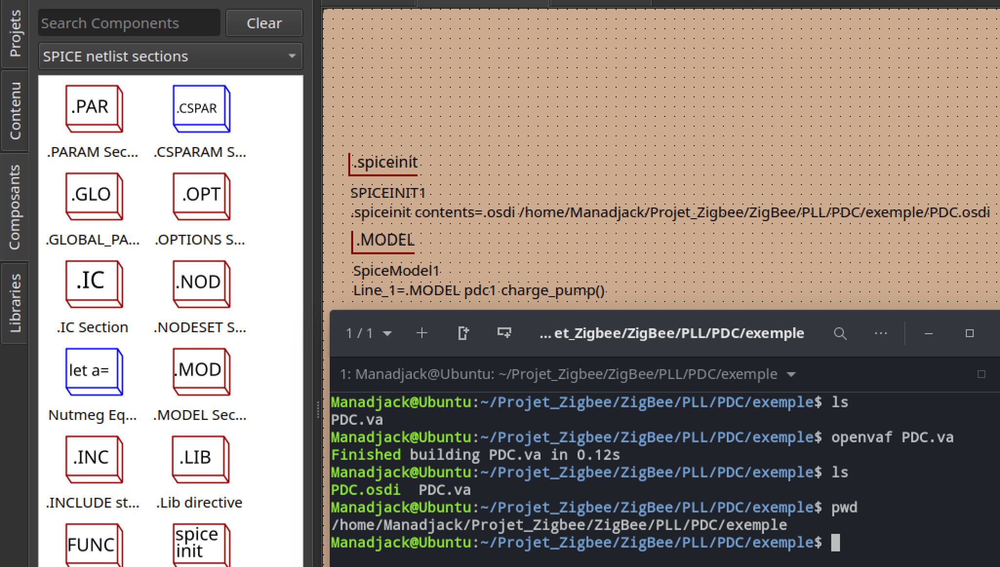 Projets
Contenu
Composants
Libraries
Search Components
Clear
SPICE netlist sections
.PAR
.CSPAR
.PARAM Sec...
.CSPARAM S...
.GLO
.OPT
.GLOBAL_PA...
.OPTIONS S...
.IC
.NOD
.IC Section
.NODESET S...
let a=
.MOD
Nutmeg Eq...
.MODEL Sec...
.INC
.LIB
.INCLUDE st...
.Lib directive
FUNC
spice
init
.spiceinit
SPICEINIT1
.spiceinit contents=.osdi /home/Manadjack/Projet_Zigbee/ZigBee/PLL/PDC/exemple/PDC.osdi
.MODEL
SpiceModel1
Line_1=.MODEL pdc1 charge_pump()
1 / 1
... et_Zigbee/ZigBee/PLL/PDC/exemple
1: Manadjack@Ubuntu: ~/Projet_Zigbee/ZigBee/PLL/PDC/exemple
Manadjack@Ubuntu:~/Projet_Zigbee/ZigBee/PLL/PDC/exemple$ ls
PDC.va
Manadjack@Ubuntu:~/Projet_Zigbee/ZigBee/PLL/PDC/exemple$ openvaf PDC.va
Finished building PDC.va in 0.12s
Manadjack@Ubuntu:~/Projet_Zigbee/ZigBee/PLL/PDC/exemple$ ls
PDC.osdi  PDC.va
Manadjack@Ubuntu:~/Projet_Zigbee/ZigBee/PLL/PDC/exemple$ pwd
/home/Manadjack/Projet_Zigbee/ZigBee/PLL/PDC/exemple
Manadjack@Ubuntu:~/Projet_Zigbee/ZigBee/PLL/PDC/exemple$